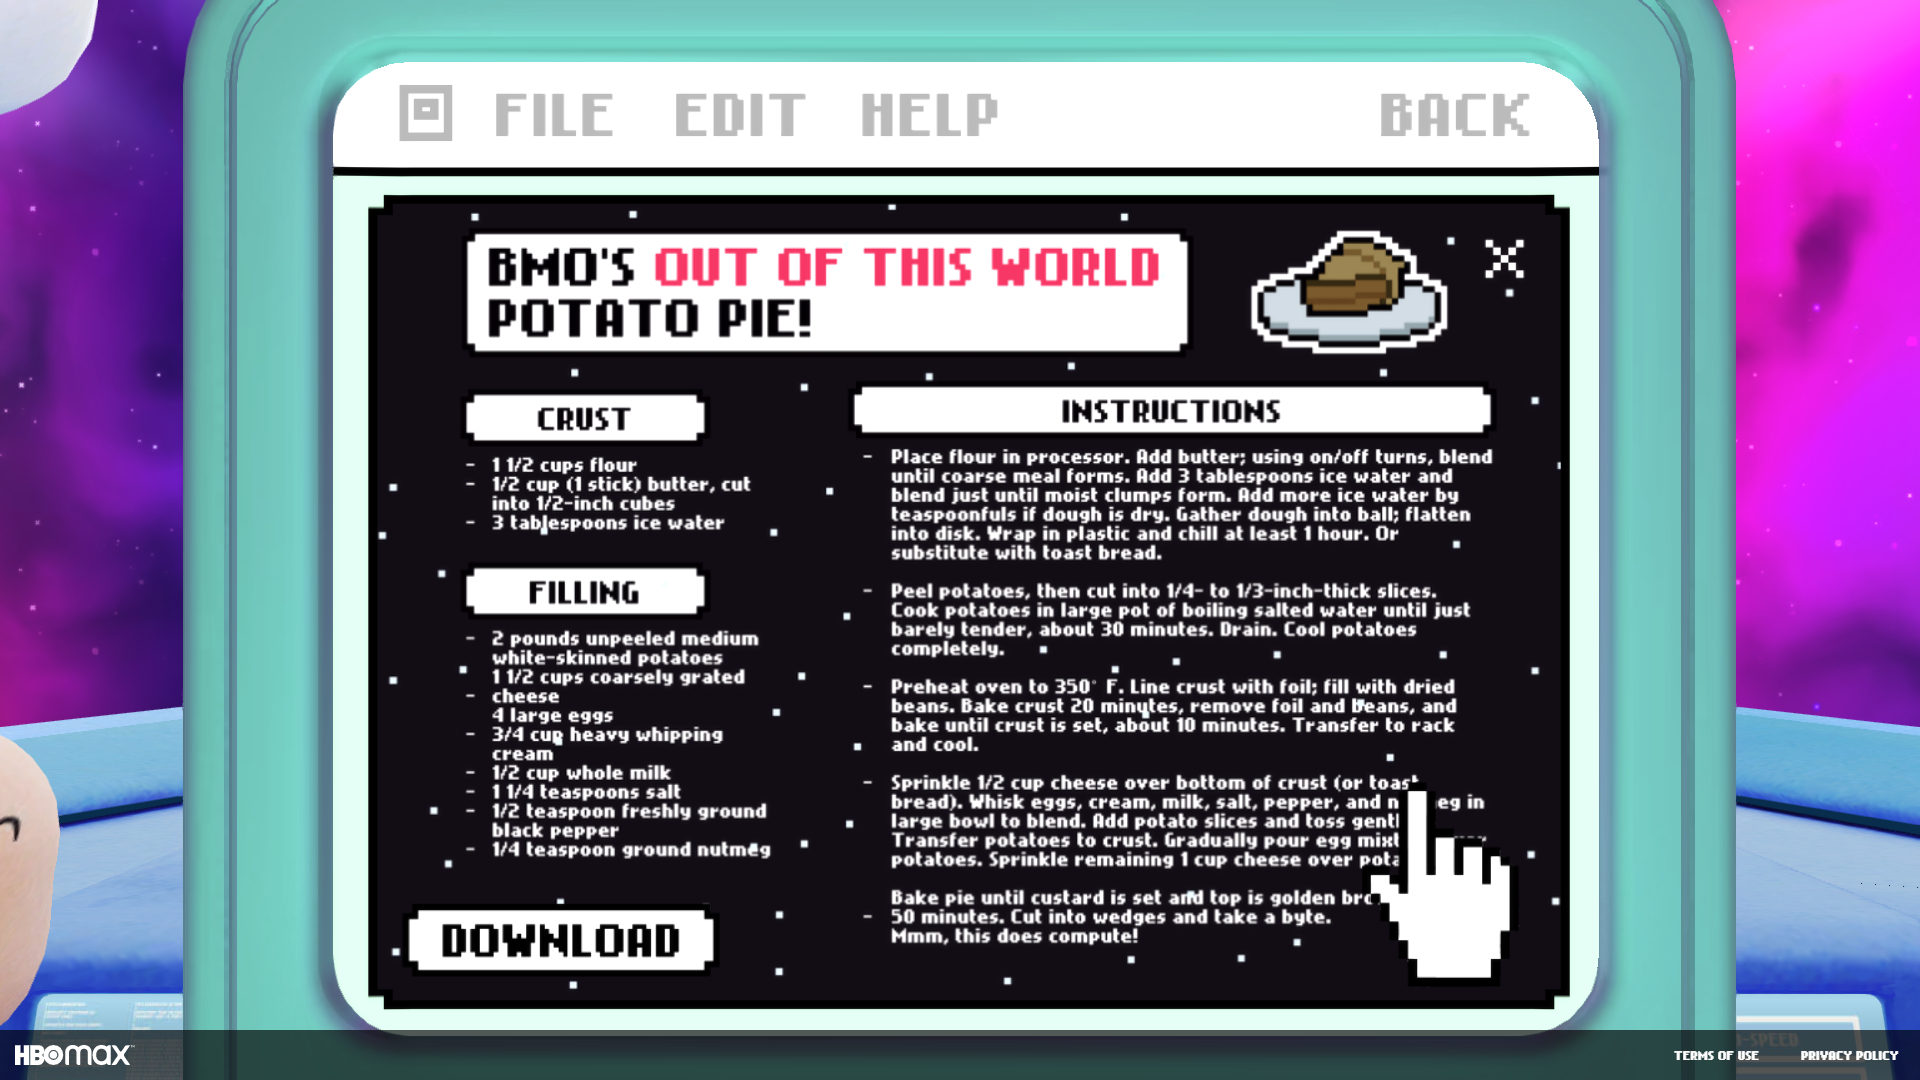 FILE EDIT HELP BACK
BMO'S OUT OF THIS WORLD
POTATO PIE!
CRUST
- 1 1/2 cups flour
- 1/2 cup (1 stick) butter, cut
into 1/2-inch cubes
- 3 tablespoons ice water
FILLING
- 2 pounds unpeeled medium
white-skinned potatoes
1 1/2 cups coarsely grated
- cheese
4 large eggs
- 3/4 cup heavy whipping
cream
- 1/2 cup whole milk
- 1 1/4 teaspoons salt
- 1/2 teaspoon freshly ground
black pepper
- 1/4 teaspoon ground nutmeg
DOWNLOAD
INSTRUCTIONS
- Place flour in processor. Add butter; using on/off turns, blend
until coarse meal forms. Add 3 tablespoons ice water and
blend just until moist clumps form. Add more ice water by
teaspoonfuls if dough is dry. Gather dough into ball; flatten
into disk. Wrap in plastic and chill at least 1 hour. Or
substitute with toast bread.
- Peel potatoes, then cut into 1/4- to 1/3-inch-thick slices.
Cook potatoes in large pot of boiling salted water until just
barely tender, about 30 minutes. Drain. Cool potatoes
completely.
- Preheat oven to 350° F. Line crust with foil; fill with dried
beans. Bake crust 20 minutes, remove foil and beans, and
bake until crust is set, about 10 minutes. Transfer to rack
and cool.
- Sprinkle 1/2 cup cheese over bottom of crust (or toast
bread). Whisk eggs, cream, milk, salt, pepper, and in
large bowl to blend. Add potato slices and toss
Transfer potatoes to crust. Gradually pour egg
potatoes. Sprinkle remaining 1 cup cheese over
Bake pie until custard is set and top is golden
- 50 minutes. Cut into wedges and take a byte.
Mmm, this does compute!
HBOMAX
TERMS OF USE PRIVACY POLICY